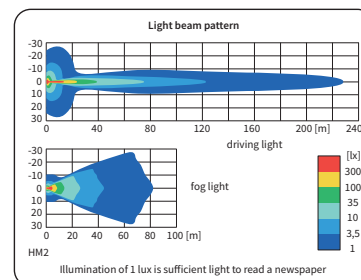 Light beam pattern
-30
-20
-10
0
10
20
30
0 40 80 120 160 200 [m] 240
driving light
-30
-20
-10
0
10
20
30
0 20 40 60 80 100 [m]
fog light
[lx]
300
100
35
10
3,5
1
HM2
Illumination of 1 lux is sufficient light to read a newspaper